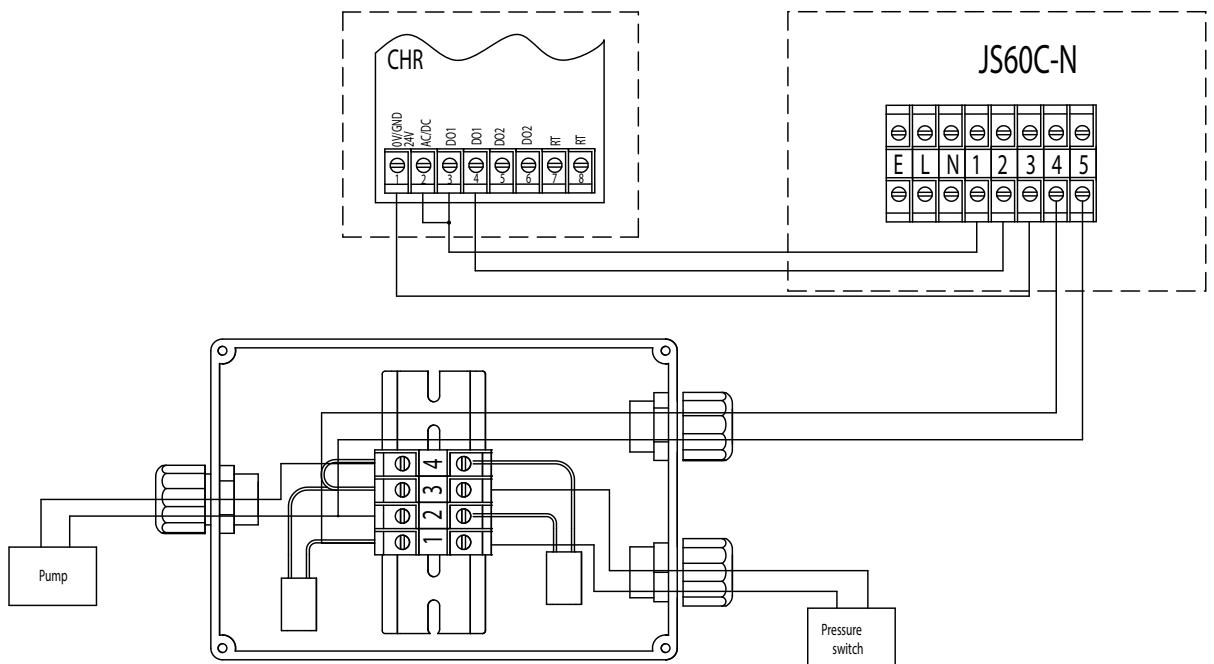 CHR
JS60C-N
0V/GND
24V
AC/DC
DO1
DO1
DO2
DO2
RT
RT
1 2 3 4 5 6 7 8
E L N 1 2 3 4 5
4
3
2
1
Pump
Pressure
switch